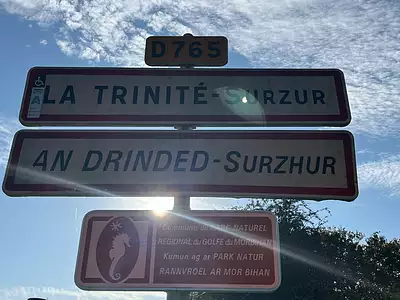 D765
LA TRINITÉ-SURZUR
AN DRINDED-SURZHUR
Commune du PARC NATUREL
RÉGIONAL DU GOLFE DU MORBIHAN
Kumun ag ar PARK NATUR
RANNVROEL AR MOR BIHAN